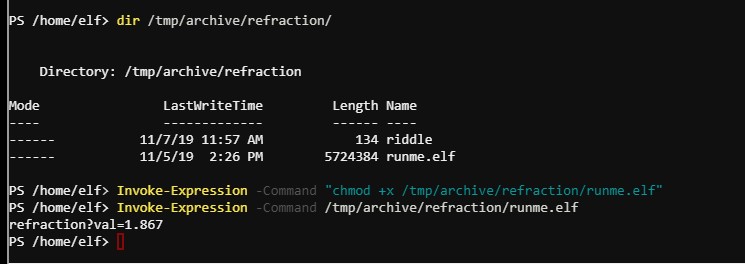 PS /home/elf> dir /tmp/archive/refraction/
Directory: /tmp/archive/refraction
Mode LastWriteTime Length Name
---- ------------- ------ ----
------ 11/7/19 11:57 AM 134 riddle
------ 11/5/19 2:26 PM 5724384 runme.elf
PS /home/elf> Invoke-Expression -Command "chmod +x /tmp/archive/refraction/runme.elf"
PS /home/elf> Invoke-Expression -Command /tmp/archive/refraction/runme.elf
refraction?val=1.867
PS /home/elf>